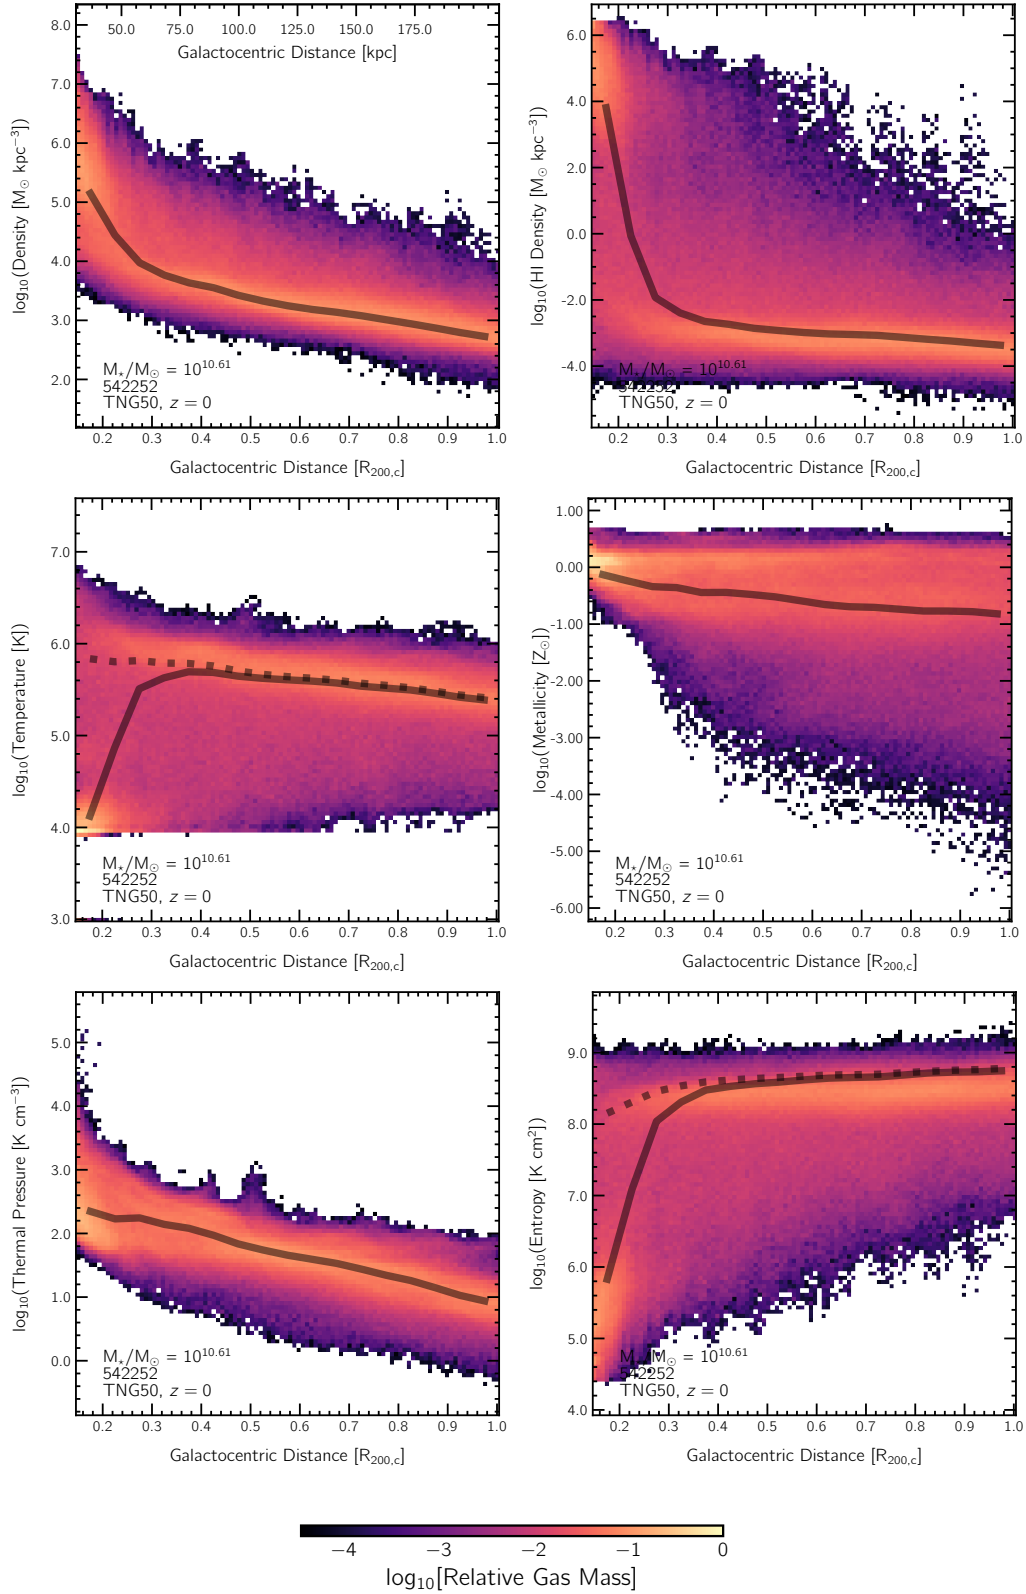 50.0 75.0 100.0 125.0 150.0 175.0
Galactocentric Distance [kpc]
log₁₀(Density [M☉ kpc⁻³])
8.0
7.0
6.0
5.0
4.0
3.0
2.0
M⋆/M☉ = 10¹⁰·⁶¹
542252
TNG50, z = 0
0.2 0.3 0.4 0.5 0.6 0.7 0.8 0.9 1.0
Galactocentric Distance [R₂₀₀,c]
log₁₀(HI Density [M☉ kpc⁻³])
6.0
4.0
2.0
0.0
-2.0
-4.0
M⋆/M☉ = 10¹⁰·⁶¹
542252
TNG50, z = 0
0.2 0.3 0.4 0.5 0.6 0.7 0.8 0.9 1.0
Galactocentric Distance [R₂₀₀,c]
log₁₀(Temperature [K])
7.0
6.0
5.0
4.0
3.0
M⋆/M☉ = 10¹⁰·⁶¹
542252
TNG50, z = 0
0.2 0.3 0.4 0.5 0.6 0.7 0.8 0.9 1.0
Galactocentric Distance [R₂₀₀,c]
log₁₀(Metallicity [Z☉])
1.00
0.00
-1.00
-2.00
-3.00
-4.00
-5.00
-6.00
M⋆/M☉ = 10¹⁰·⁶¹
542252
TNG50, z = 0
0.2 0.3 0.4 0.5 0.6 0.7 0.8 0.9 1.0
Galactocentric Distance [R₂₀₀,c]
log₁₀(Thermal Pressure [K cm⁻³])
5.0
4.0
3.0
2.0
1.0
0.0
M⋆/M☉ = 10¹⁰·⁶¹
542252
TNG50, z = 0
0.2 0.3 0.4 0.5 0.6 0.7 0.8 0.9 1.0
Galactocentric Distance [R₂₀₀,c]
log₁₀(Entropy [K cm²])
9.0
8.0
7.0
6.0
5.0
4.0
M⋆/M☉ = 10¹⁰·⁶¹
542252
TNG50, z = 0
0.2 0.3 0.4 0.5 0.6 0.7 0.8 0.9 1.0
Galactocentric Distance [R₂₀₀,c]
−4 −3 −2 −1 0
log₁₀[Relative Gas Mass]